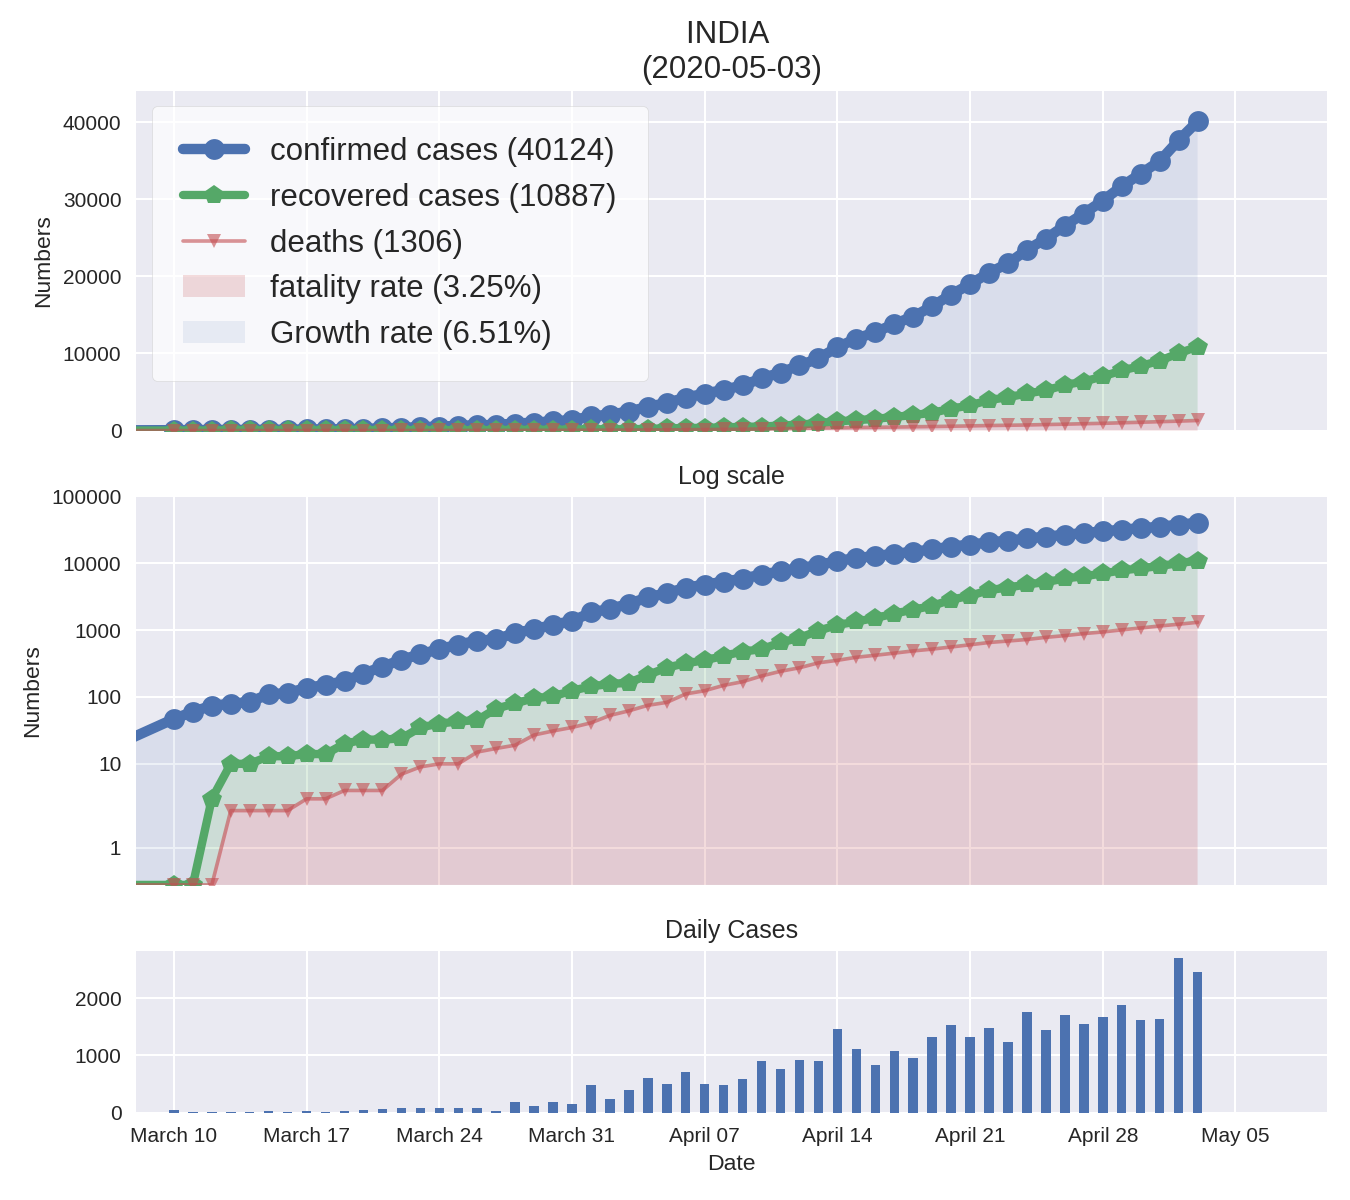 INDIA
(2020-05-03)
40000
30000
20000
10000
0
Numbers
confirmed cases (40124)
recovered cases (10887)
deaths (1306)
fatality rate (3.25%)
Growth rate (6.51%)
Log scale
100000
10000
1000
100
10
1
Numbers
Daily Cases
2000
1000
0
March 10 March 17 March 24 March 31 April 07 April 14 April 21 April 28 May 05
Date